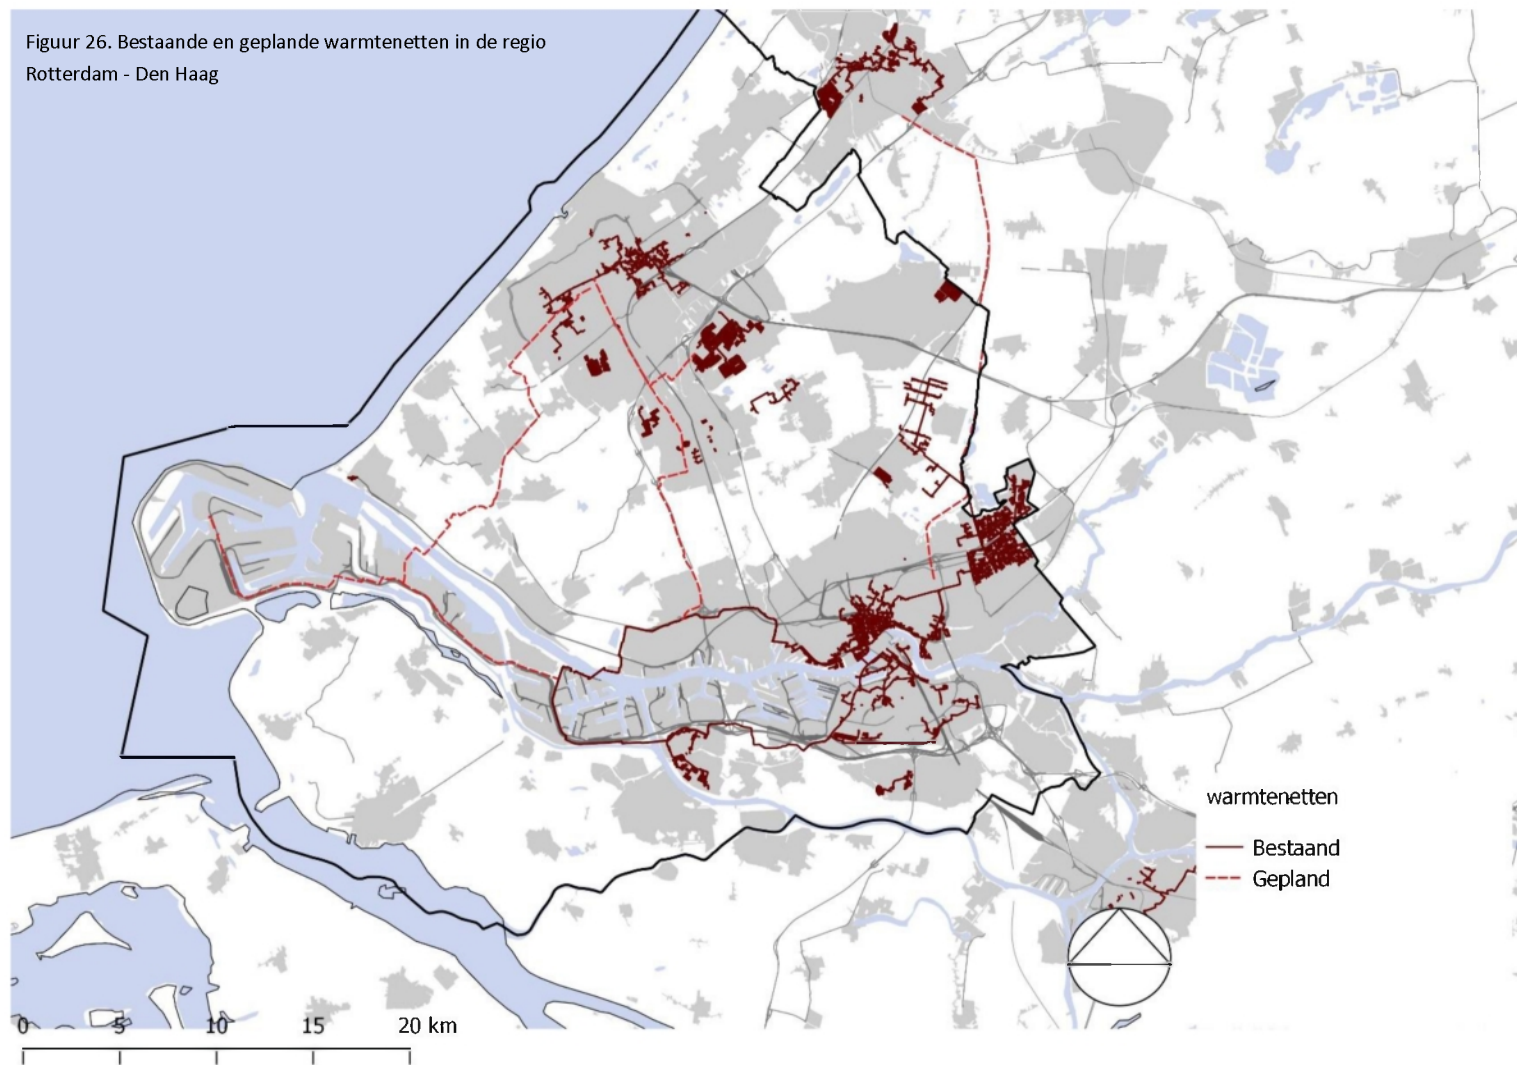 Figuur 26. Bestaande en geplande warmtenetten in de regio
Rotterdam - Den Haag
warmtenetten
Bestaand
Gepland
0 5 10 15 20 km